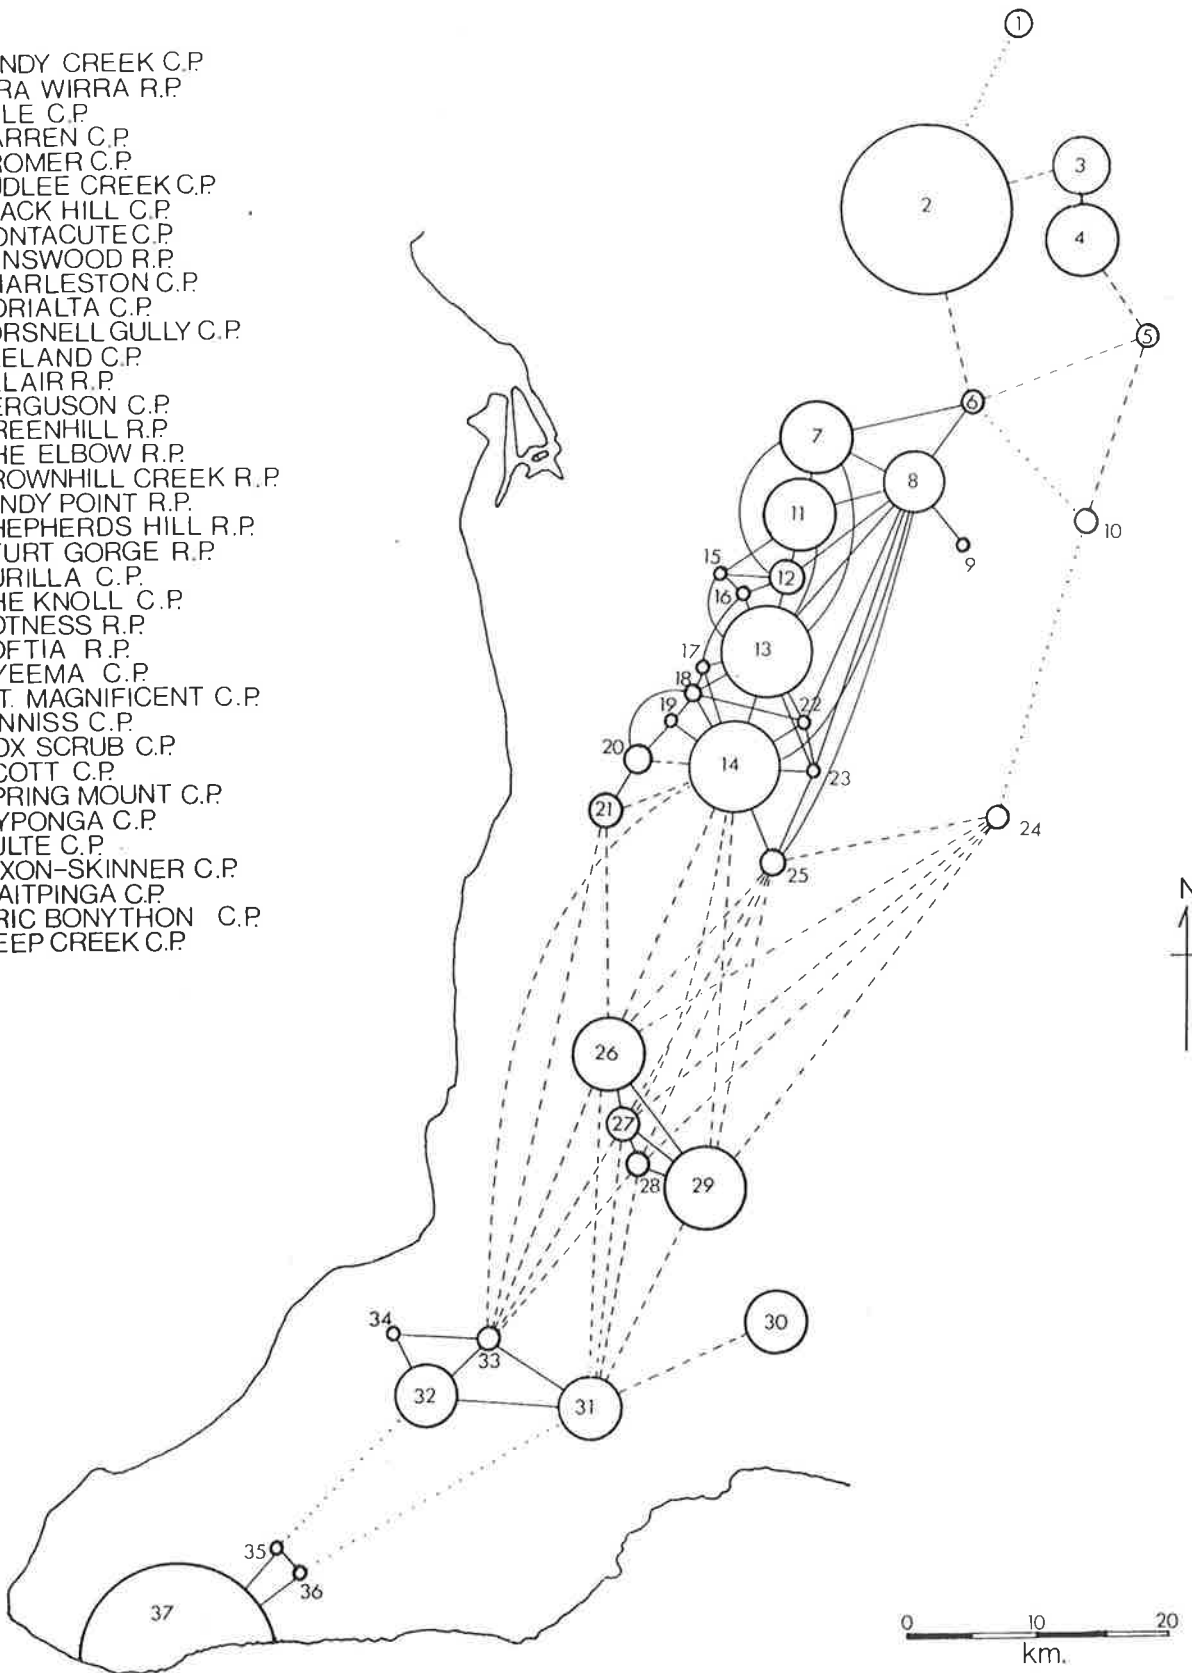 NDY CREEK C.P.
RA WIRRA R.P.
LE C.P.
ARREN C.P.
ROMER C.P.
UDLEE CREEK C.P.
ACK HILL C.P.
ONTACUTE C.P.
NSWOOD R.P.
HARLESTON C.P.
ORIALTA C.P.
ORSNELL GULLY C.P.
ELAND C.P.
LAIR R.P.
ERGUSON C.P.
REENHILL R.P.
HE ELBOW R.P.
ROWNHILL CREEK R.P.
NDY POINT R.P.
HEPHERDS HILL R.P.
TURT GORGE R.P.
URILLA C.P.
HE KNOLL C.P.
OTNESS R.P.
OFTIA R.P.
YEEMA C.P.
T. MAGNIFICENT C.P.
NNISS C.P.
OX SCRUB C.P.
COTT C.P.
PRING MOUNT C.P.
YPONGA C.P.
ULTE C.P.
XON-SKINNER C.P.
AITPINGA C.P.
RIC BONYTHON C.P.
EEP CREEK C.P.
1
2
3
4
5
6
7
8
9
10
11
12
13
14
15
16
17
18
19
20
21
22
23
24
25
26
27
28
29
30
31
32
33
34
35
36
37
N
0 10 20
km.